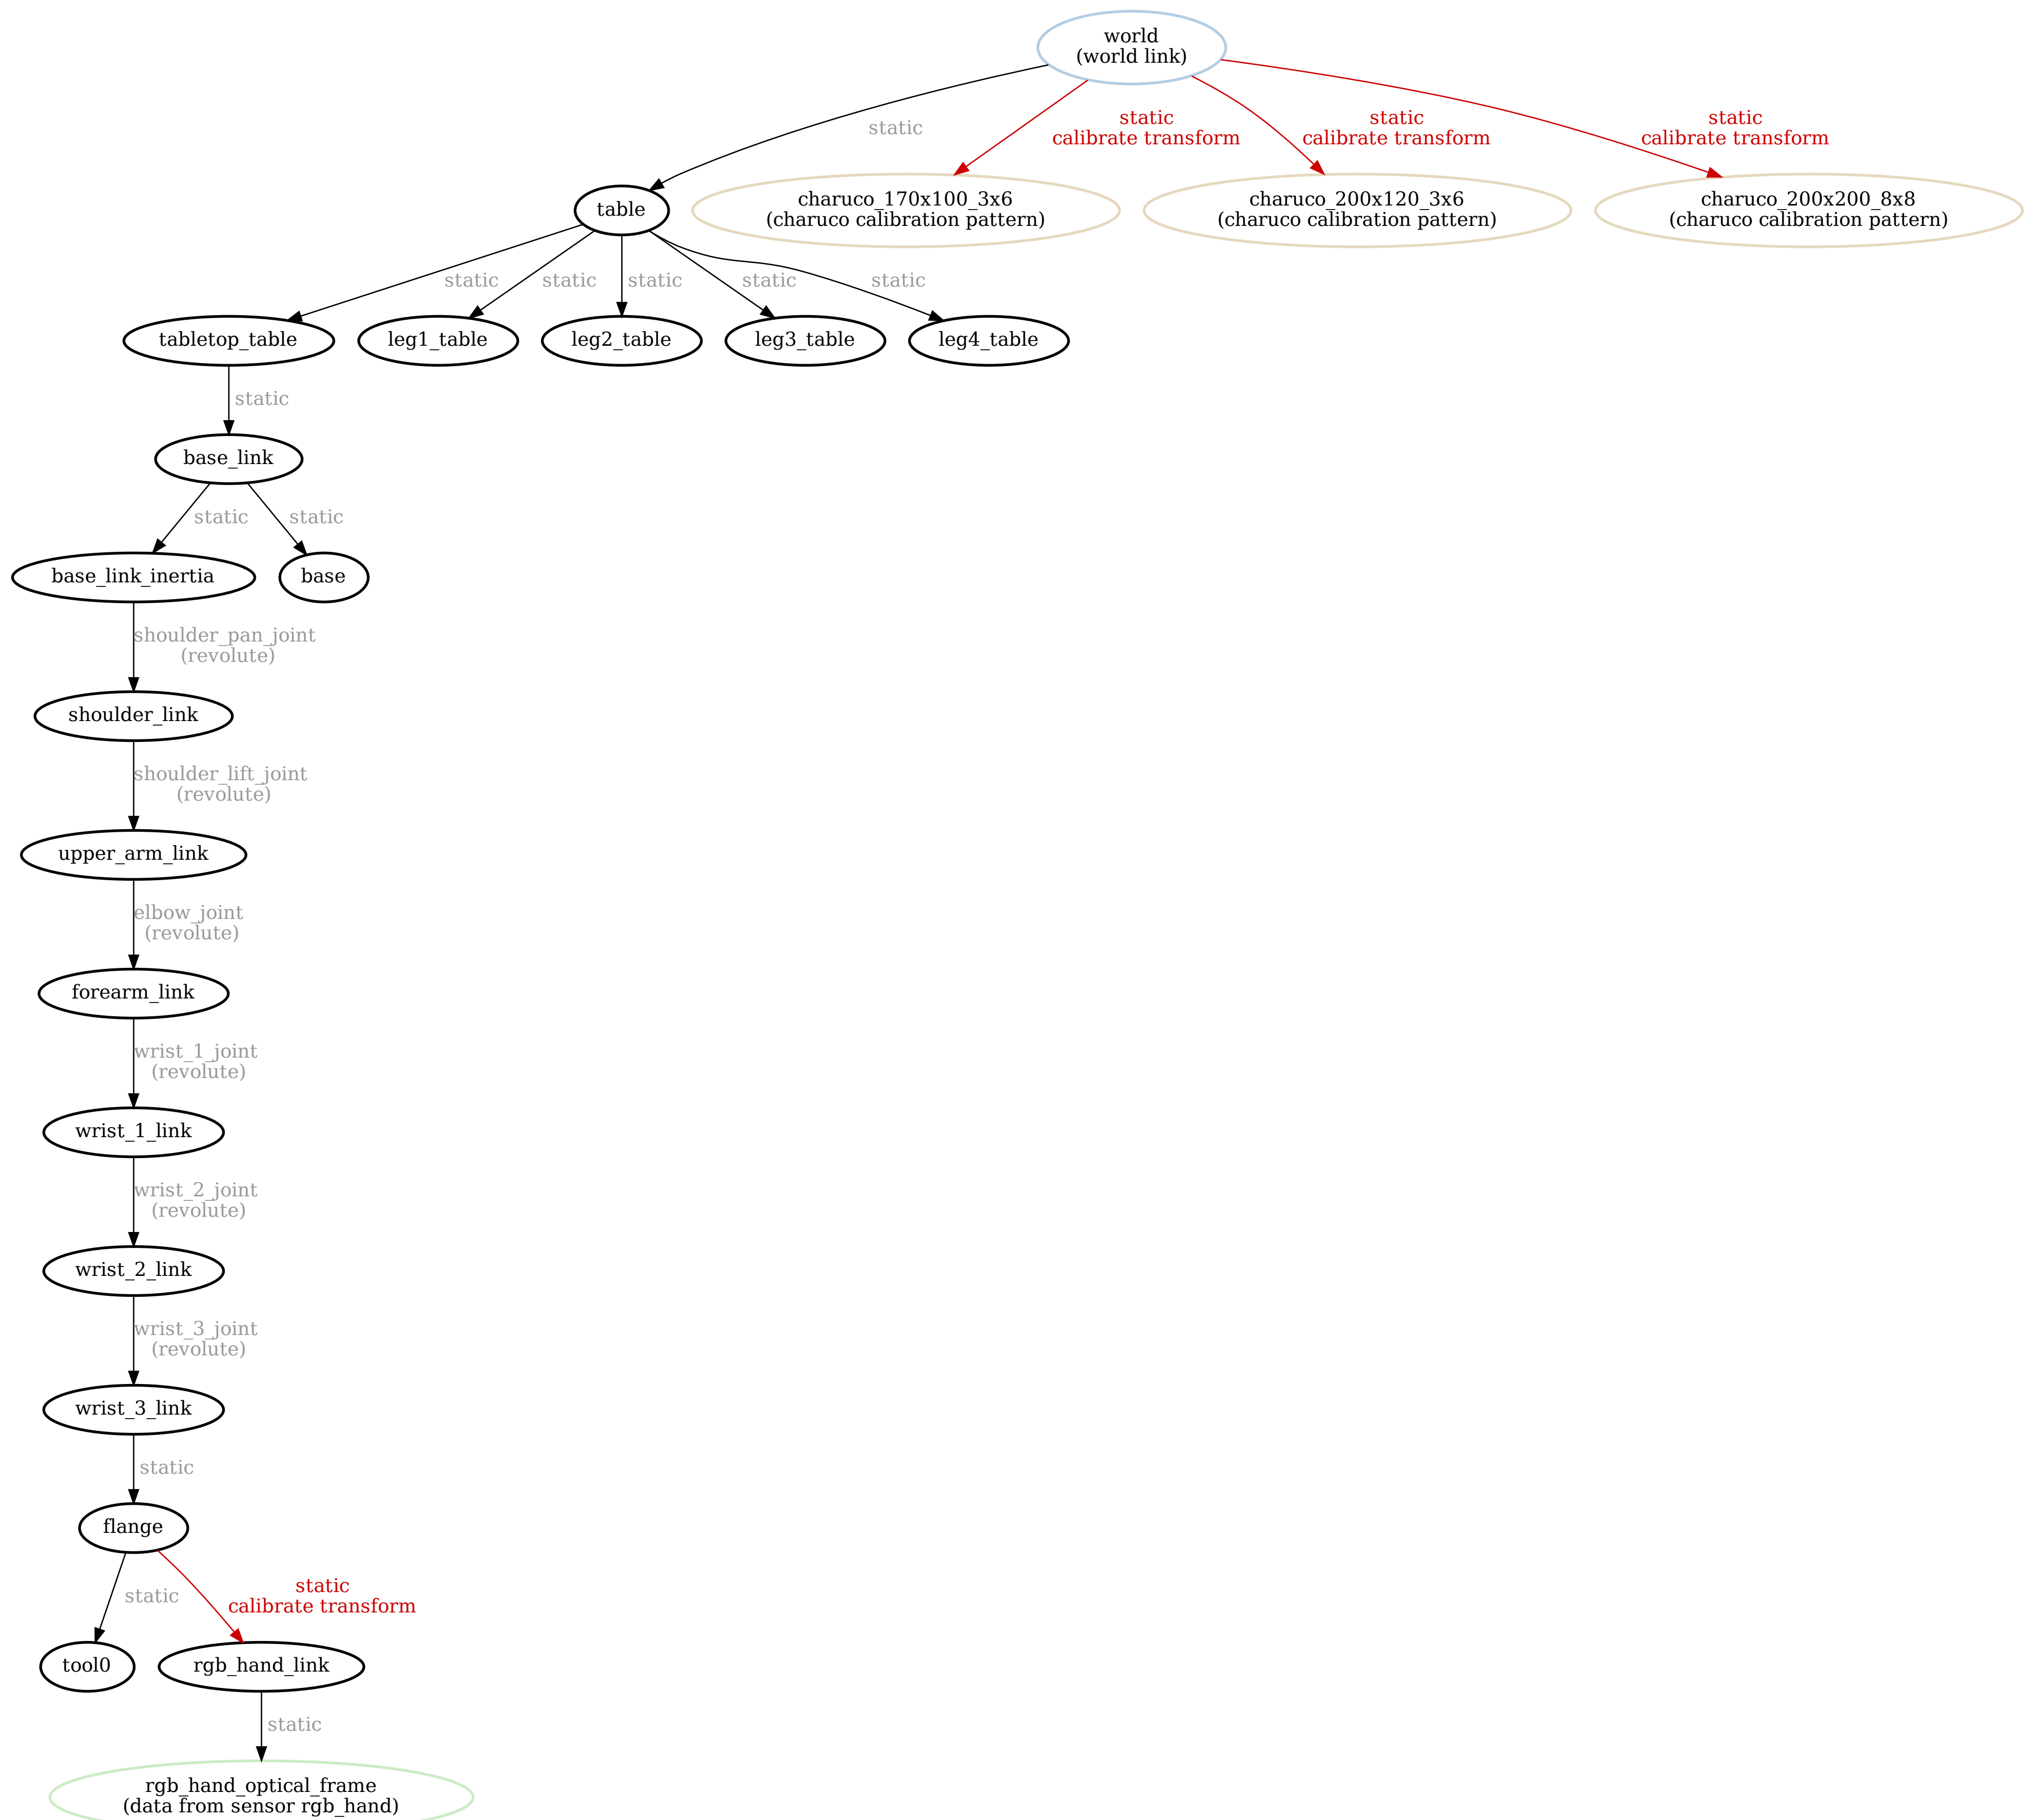 world
(world link)
static
static
calibrate transform
static
calibrate transform
static
calibrate transform
table
charuco_170x100_3x6
(charuco calibration pattern)
charuco_200x120_3x6
(charuco calibration pattern)
charuco_200x200_8x8
(charuco calibration pattern)
static
static
static
static
static
tabletop_table
leg1_table
leg2_table
leg3_table
leg4_table
static
base_link
static
static
base_link_inertia
base
shoulder_pan_joint
(revolute)
shoulder_link
shoulder_lift_joint
(revolute)
upper_arm_link
elbow_joint
(revolute)
forearm_link
wrist_1_joint
(revolute)
wrist_1_link
wrist_2_joint
(revolute)
wrist_2_link
wrist_3_joint
(revolute)
wrist_3_link
static
flange
static
static
calibrate transform
tool0
rgb_hand_link
static
rgb_hand_optical_frame
(data from sensor rgb_hand)